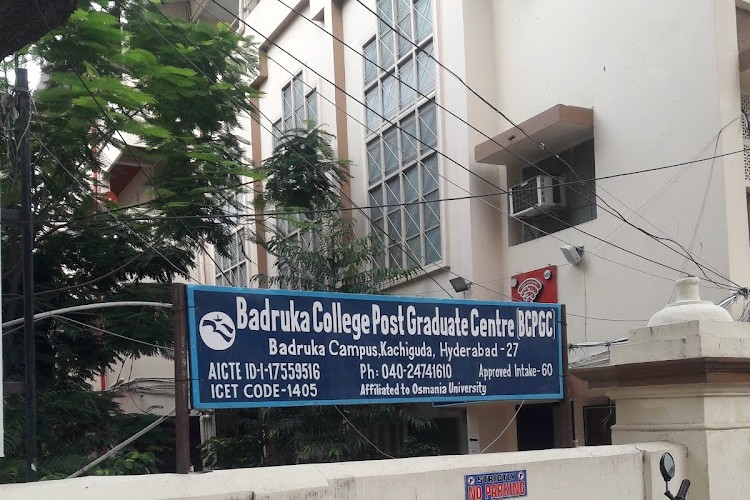 Badruka College Post Graduate Centre (BCPGC)
Badruka Campus,Kachiguda, Hyderabad-27
AICTE ID-1-17559516 Ph: 040-24741610 Approved Intake-60
ICET CODE-1405 Affiliated to Osmania University
STRICTLY
NO PARKING